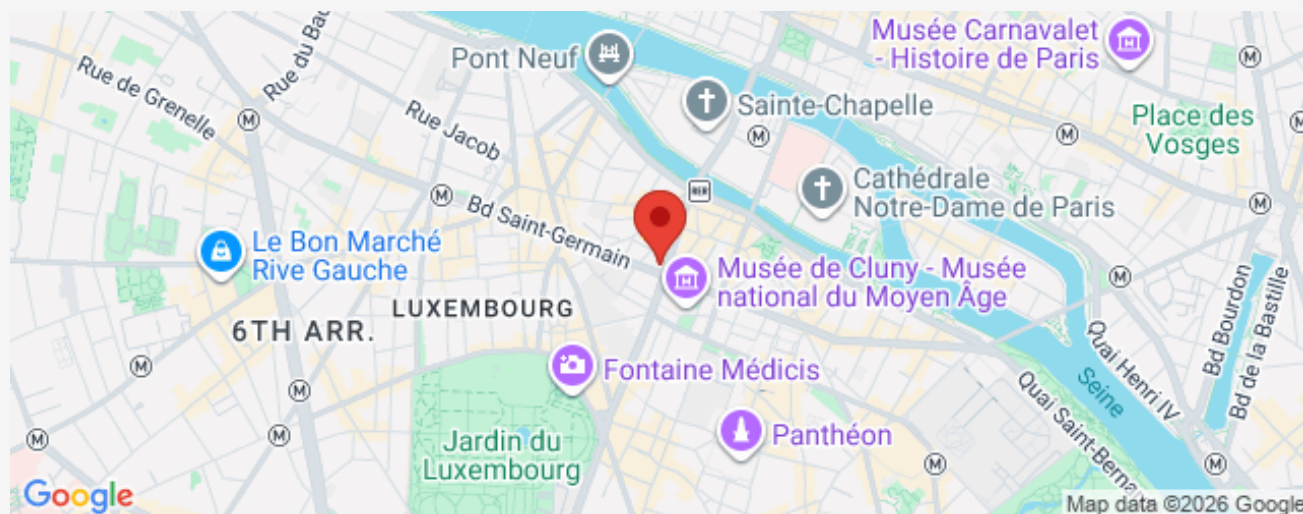 Musée Carnavalet
- Histoire de Paris
Pont Neuf
Rue du Bac
Rue de Grenelle
Rue Jacob
Sainte-Chapelle
Place des
Vosges
M
M
M
M
RER
Cathédrale
Notre-Dame de Paris
M
M
Bd Saint-Germain
Le Bon Marché
Rive Gauche
Musée de Cluny - Musée
national du Moyen Âge
M
LUXEMBOURG
6TH ARR.
Bd Bourdon
Bd de la Bastille
Quai Henri IV
Seine
Fontaine Médicis
M
M
Panthéon
Jardin du
Luxembourg
M
M
M
M
Google
Map data ©2026 Google